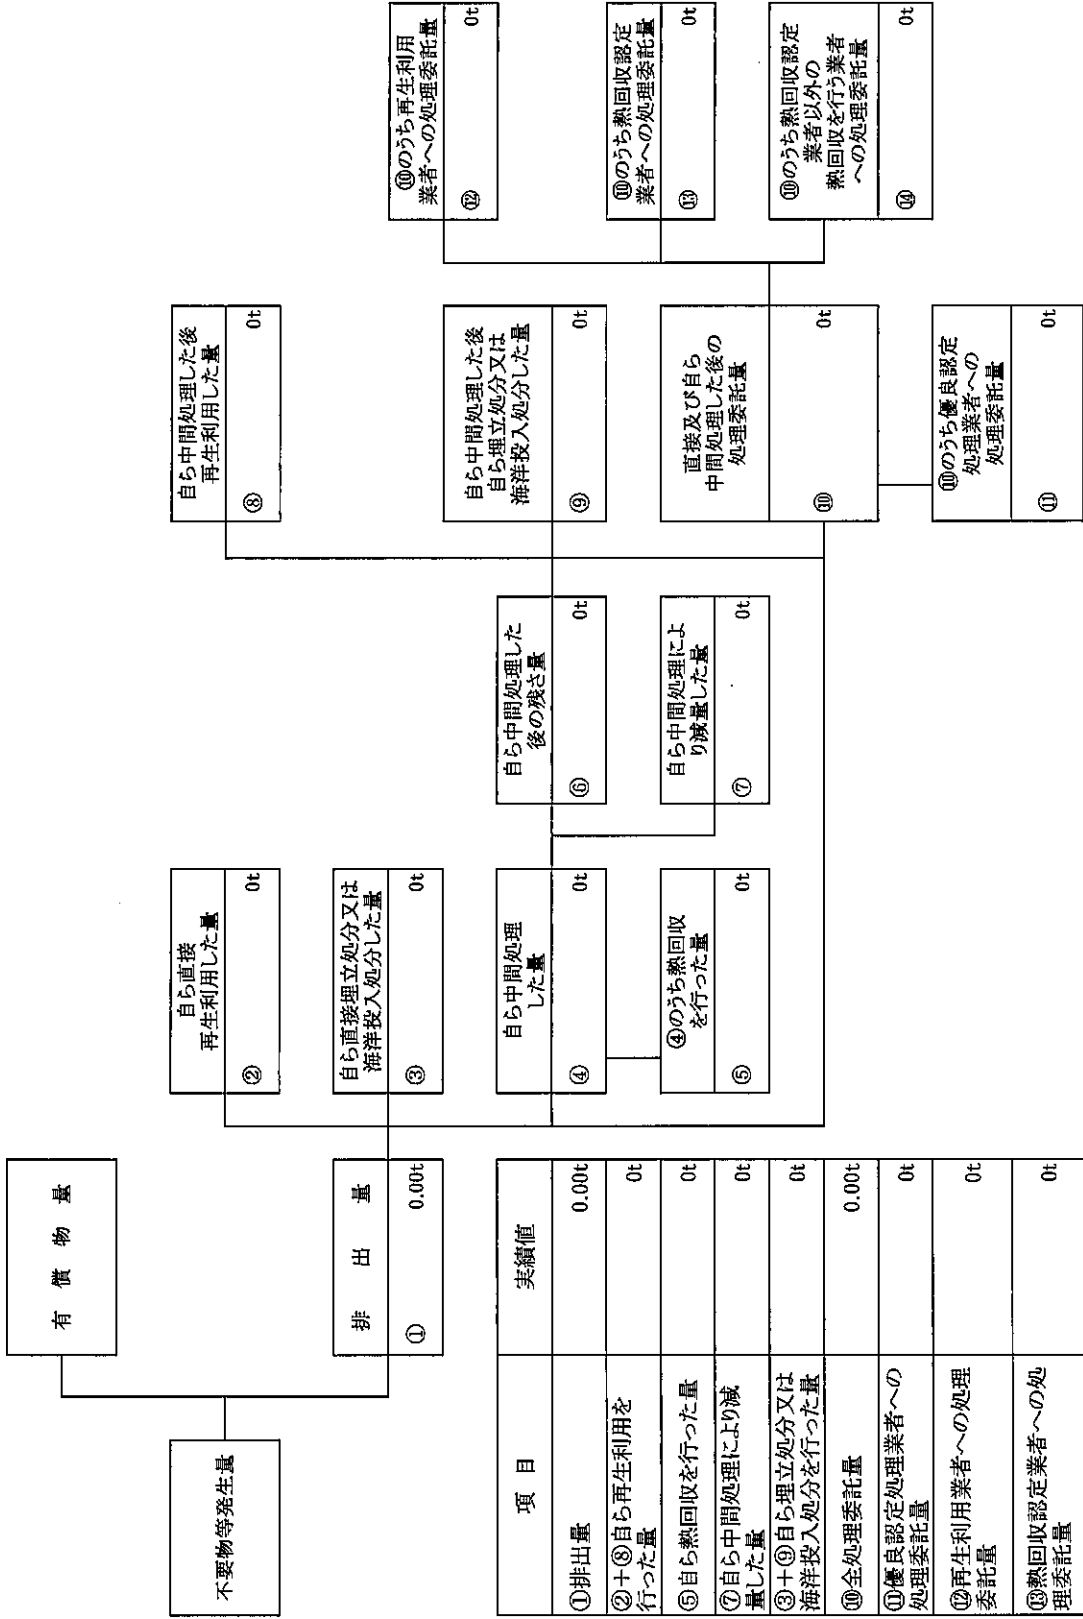 不要物等発生量
有償物量
排出量
① 0.00t
自ら直接
再生利用した量
② 0t
自ら直接埋立処分又は
海洋投入処分した量
③ 0t
自ら中間処理
した量
④ 0t
④のうち熱回収
を行った量
⑤ 0t
自ら中間処理した
後の残さ量
⑥ 0t
自ら中間処理によ
り減量した量
⑦ 0t
自ら中間処理した後
再生利用した量
⑧ 0t
自ら中間処理した後
自ら埋立処分又は
海洋投入処分した量
⑨ 0t
直接及び自ら
中間処理した後の
処理委託量
⑩ 0t
⑩のうち優良認定
処理業者への
処理委託量
⑪ 0t
⑩のうち再生利用
業者への処理委託量
⑫ 0t
⑩のうち熱回収認定
業者への処理委託量
⑬ 0t
⑩のうち熱回収認定
業者以外の
熱回収を行う業者
への処理委託量
⑭ 0t
項目 実績値
①排出量 0.00t
②+⑧自ら再生利用を
行った量 0t
⑤自ら熱回収を行った量 0t
⑦自ら中間処理により減
量した量 0t
③+⑨自ら埋立処分又は
海洋投入処分を行った量 0t
⑩全処理委託量 0.00t
⑪優良認定処理業者への
処理委託量 0t
⑫再生利用業者への処理
委託量 0t
⑬熱回収認定業者への処
理委託量 0t